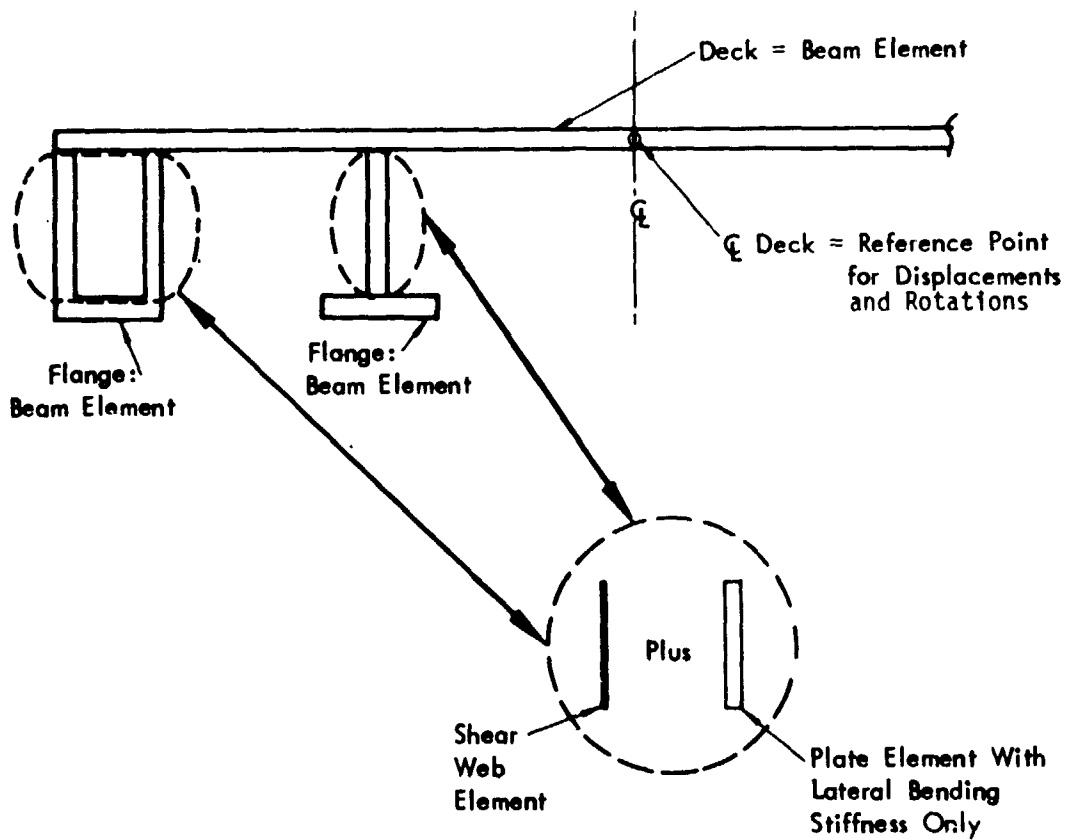 Deck = Beam Element
℄
℄ Deck = Reference Point
for Displacements
and Rotations
Flange:
Beam Element
Flange:
Beam Element
Plus
Shear
Web
Element
Plate Element With
Lateral Bending
Stiffness Only